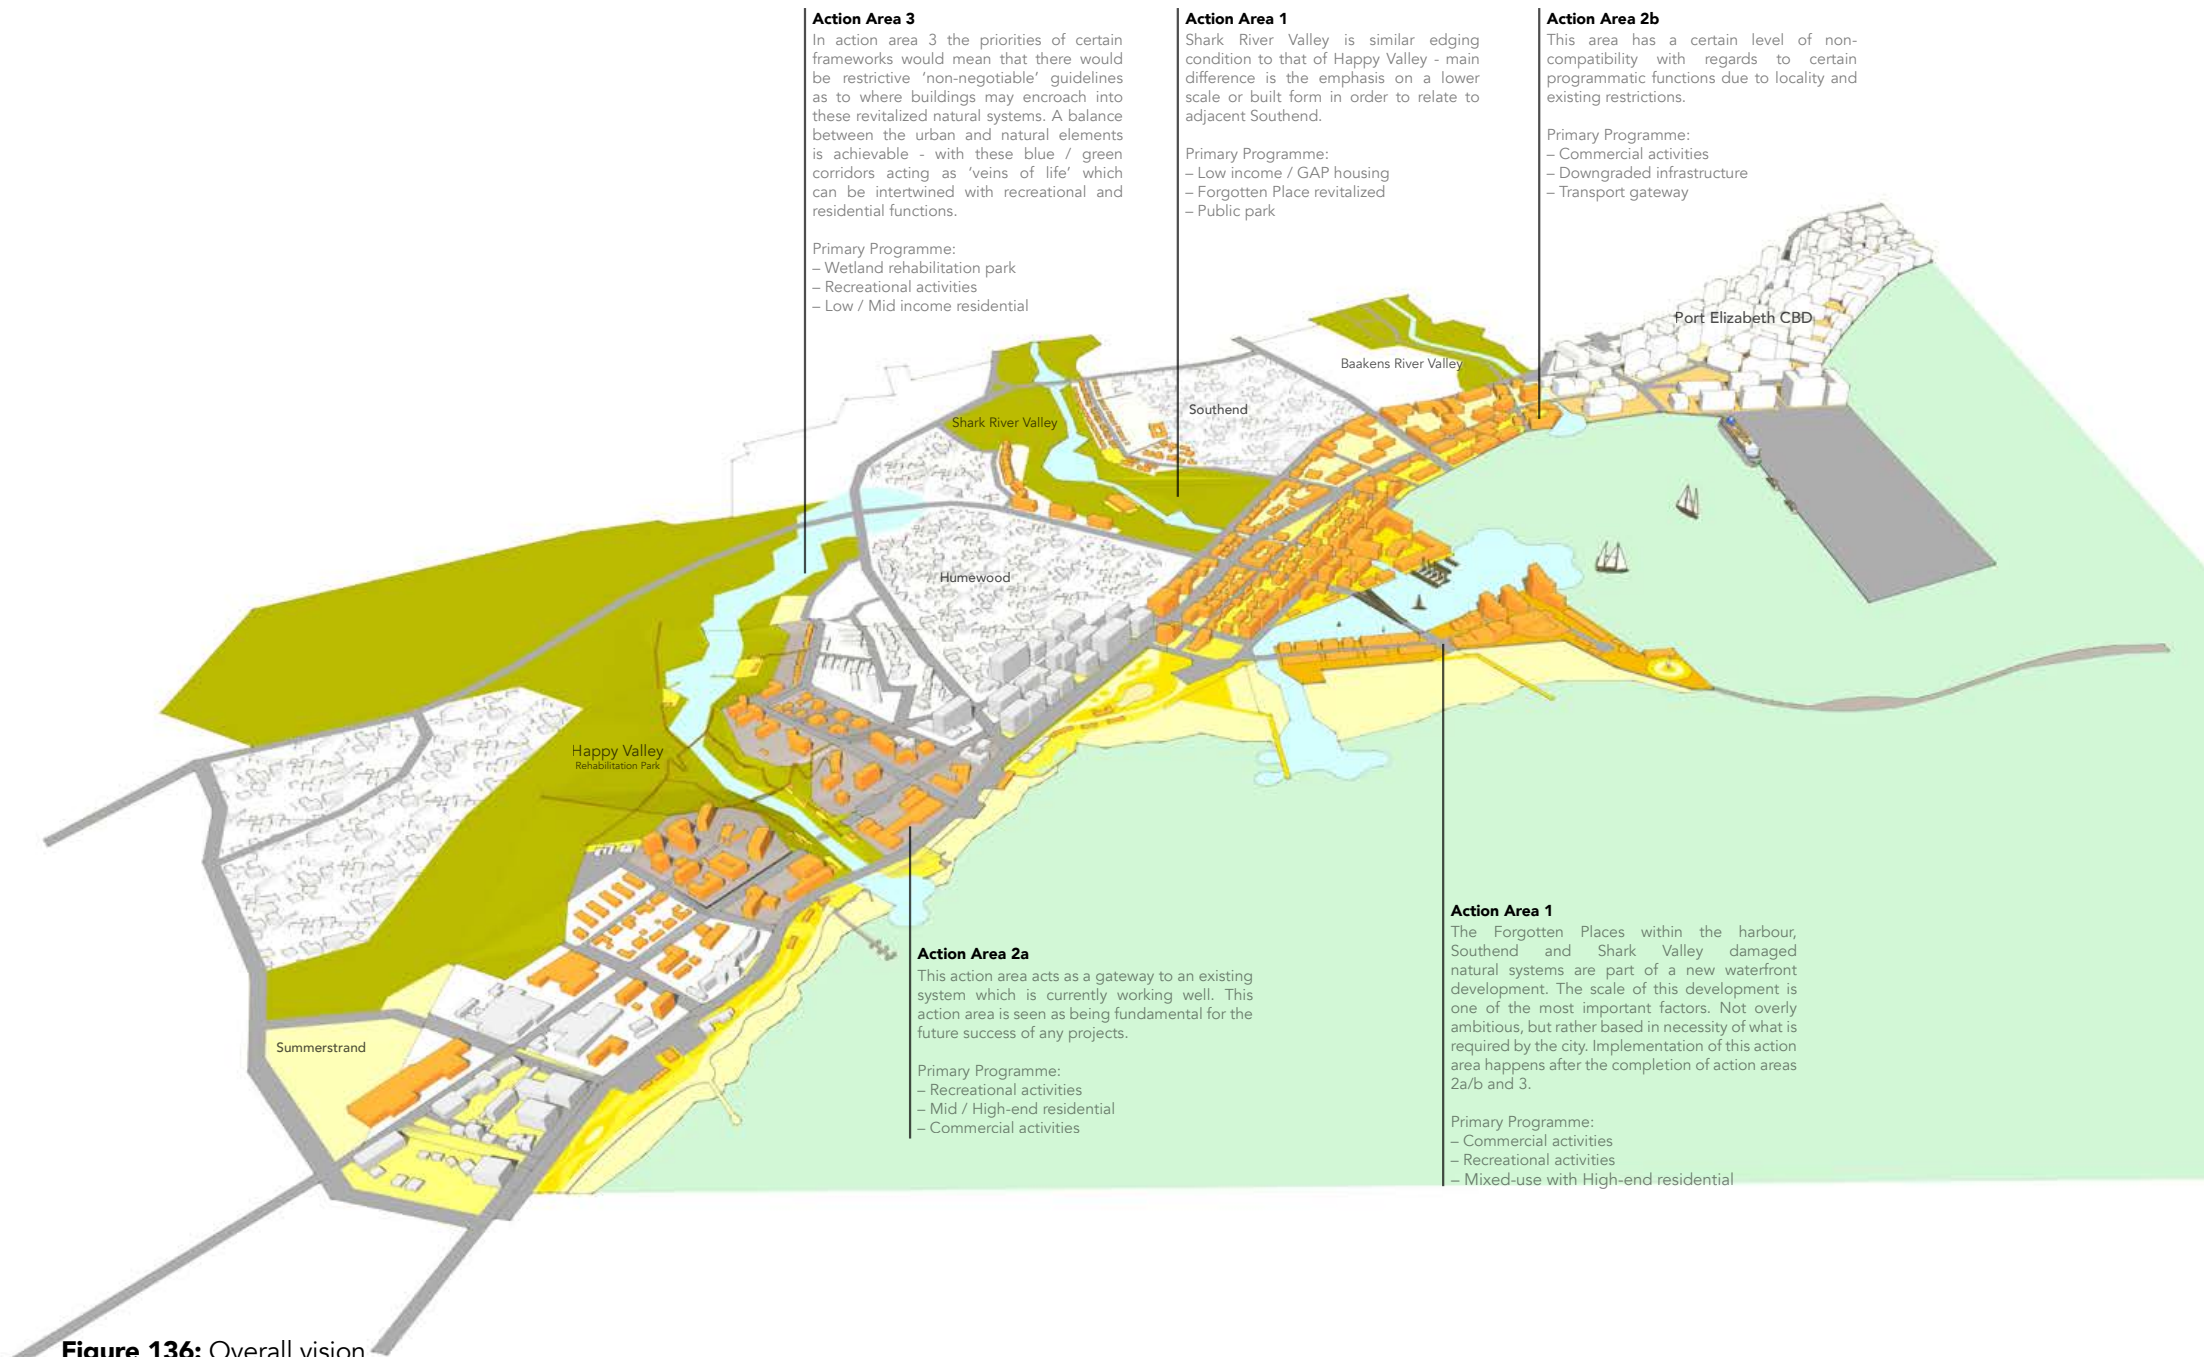 Action Area 3
In action area 3 the priorities of certain
frameworks would mean that there would
be restrictive ‘non-negotiable’ guidelines
as to where buildings may encroach into
these revitalized natural systems. A balance
between the urban and natural elements
is achievable - with these blue / green
corridors acting as ‘veins of life’ which
can be intertwined with recreational and
residential functions.
Primary Programme:
– Wetland rehabilitation park
– Recreational activities
– Low / Mid income residential
Action Area 1
Shark River Valley is similar edging
condition to that of Happy Valley - main
difference is the emphasis on a lower
scale or built form in order to relate to
adjacent Southend.
Primary Programme:
– Low income / GAP housing
– Forgotten Place revitalized
– Public park
Action Area 2b
This area has a certain level of non-
compatibility with regards to certain
programmatic functions due to locality and
existing restrictions.
Primary Programme:
– Commercial activities
– Downgraded infrastructure
– Transport gateway
Port Elizabeth CBD
Baakens River Valley
Southend
Shark River Valley
Humewood
Happy Valley
Rehabilitation Park
Summerstrand
Action Area 2a
This action area acts as a gateway to an existing
system which is currently working well. This
action area is seen as being fundamental for the
future success of any projects.
Primary Programme:
– Recreational activities
– Mid / High-end residential
– Commercial activities
Action Area 1
The Forgotten Places within the harbour,
Southend and Shark Valley damaged
natural systems are part of a new waterfront
development. The scale of this development is
one of the most important factors. Not overly
ambitious, but rather based in necessity of what is
required by the city. Implementation of this action
area happens after the completion of action areas
2a/b and 3.
Primary Programme:
– Commercial activities
– Recreational activities
– Mixed-use with High-end residential
Figure 136: Overall vision